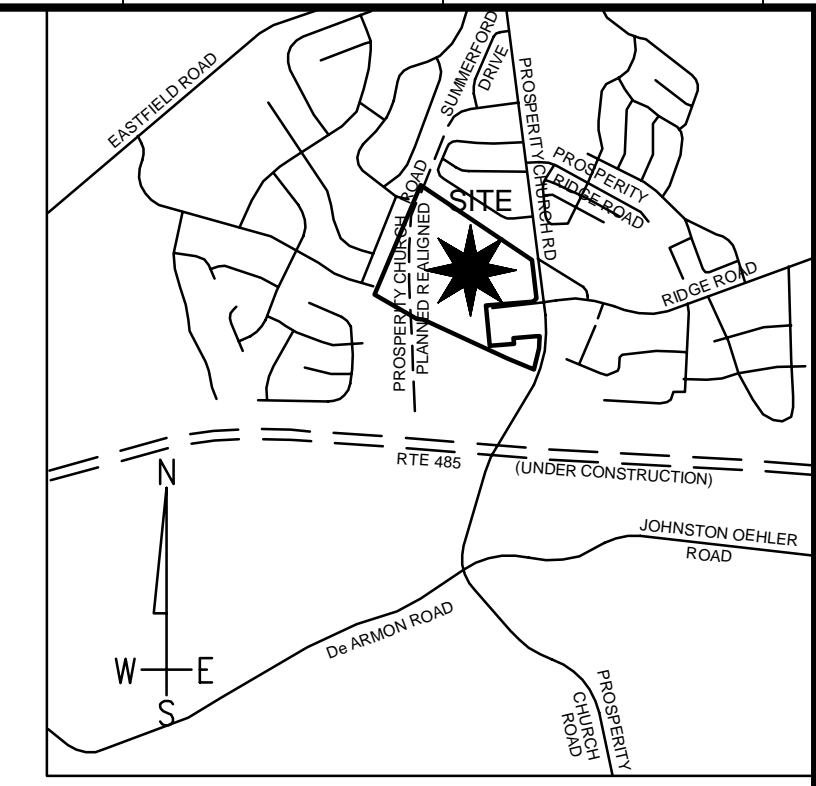 EASTFIELD ROAD
SUMMERFORD
DRIVE
PROSPERITY CHURCH RD
PROSPERITY
RIDGE ROAD
SITE
PROSPERITY CHURCH ROAD
PLANNED REALIGNED
RIDGE ROAD
RTE 485
(UNDER CONSTRUCTION)
N
W E
S
JOHNSTON OEHLER
ROAD
De ARMON ROAD
PROSPERITY
CHURCH
ROAD